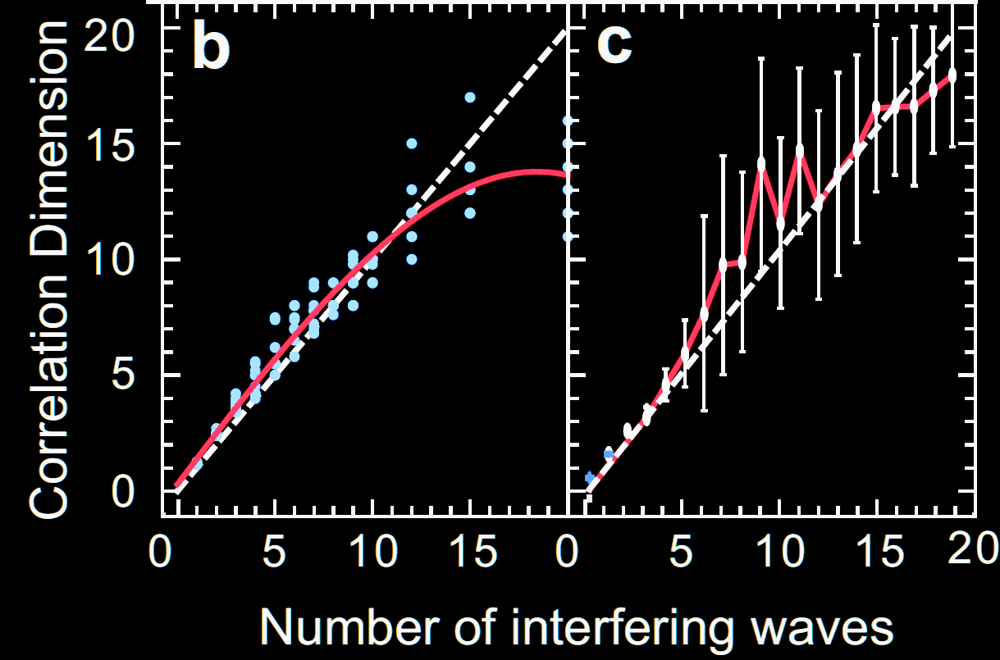 b
c
Correlation Dimension
20
15
10
5
0
0 5 10 15 0 5 10 15 20
Number of interfering waves